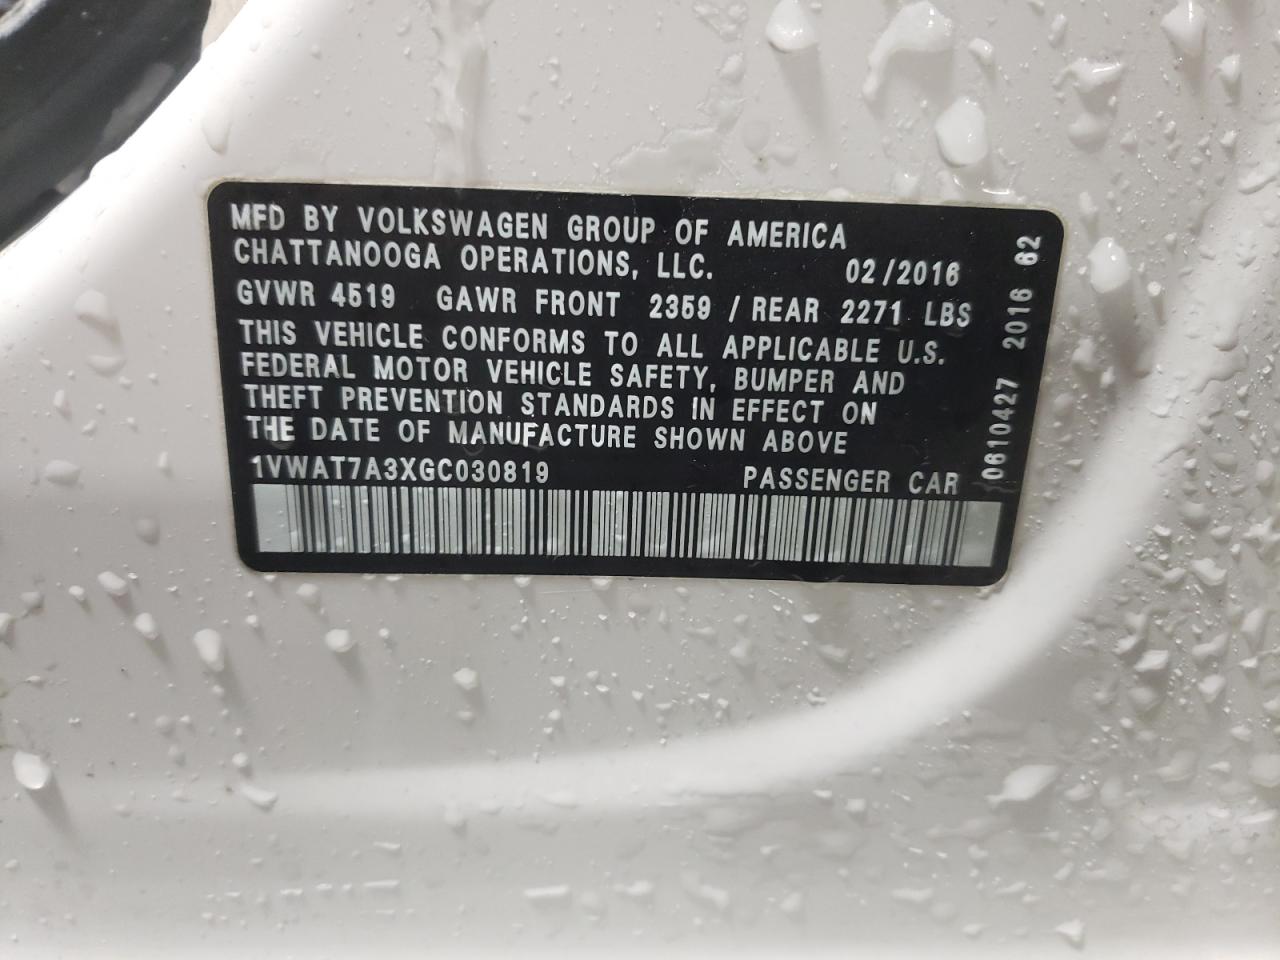 MFD BY VOLKSWAGEN GROUP OF AMERICA
CHATTANOOGA OPERATIONS, LLC. 02/2016
GVWR 4519 GAWR FRONT 2359 / REAR 2271 LBS
THIS VEHICLE CONFORMS TO ALL APPLICABLE U.S.
FEDERAL MOTOR VEHICLE SAFETY, BUMPER AND
THEFT PREVENTION STANDARDS IN EFFECT ON
THE DATE OF MANUFACTURE SHOWN ABOVE
1VWAT7A3XGC030819 PASSENGER CAR
0610427 2016 62